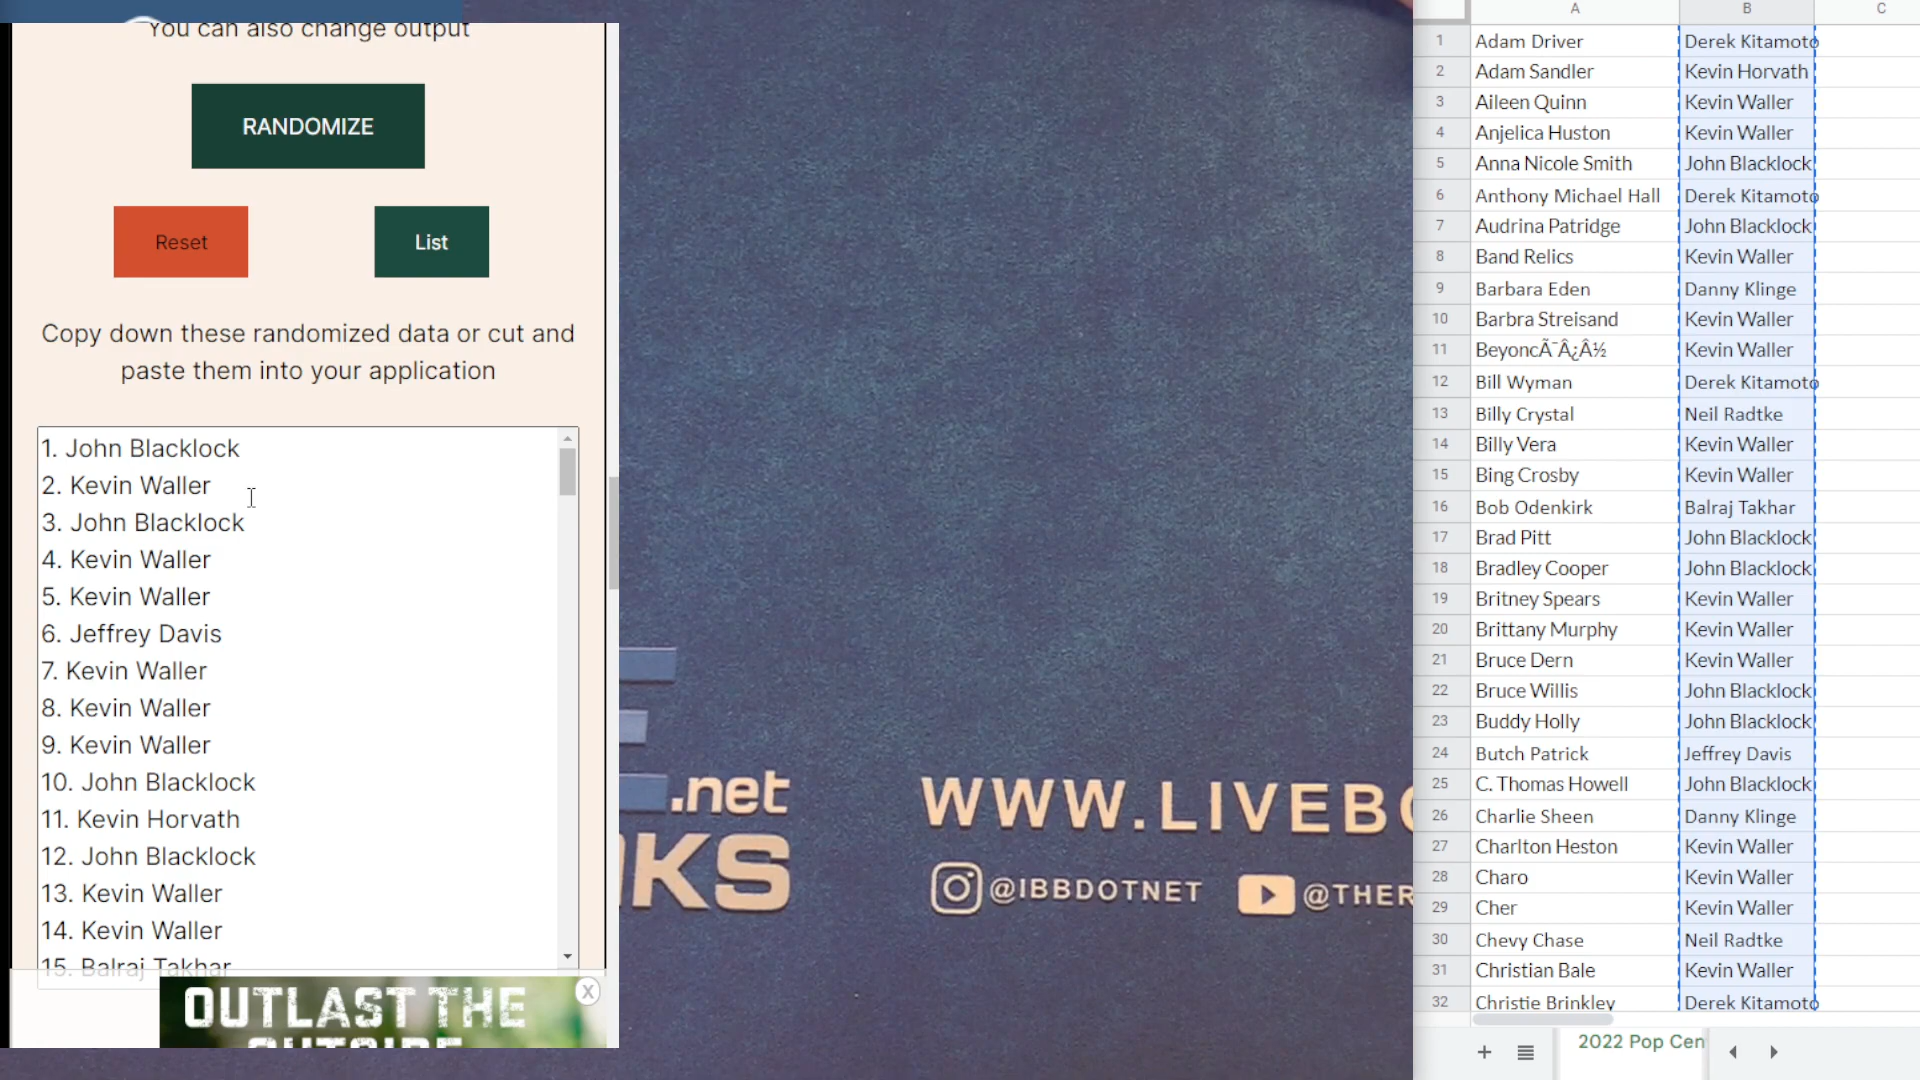 You can also change output
RANDOMIZE
Reset
List
Copy down these randomized data or cut and
paste them into your application
1. John Blacklock
2. Kevin Waller
3. John Blacklock
4. Kevin Waller
5. Kevin Waller
6. Jeffrey Davis
7. Kevin Waller
8. Kevin Waller
9. Kevin Waller
10. John Blacklock
11. Kevin Horvath
12. John Blacklock
13. Kevin Waller
14. Kevin Waller
15. Balraj Takhar
X
OUTLAST THE
OUTSIDE
.net
KS
WWW.LIVEB
@IBBDOTNET
@THER
A B C
1 Adam Driver Derek Kitamoto
2 Adam Sandler Kevin Horvath
3 Aileen Quinn Kevin Waller
4 Anjelica Huston Kevin Waller
5 Anna Nicole Smith John Blacklock
6 Anthony Michael Hall Derek Kitamoto
7 Audrina Patridge John Blacklock
8 Band Relics Kevin Waller
9 Barbara Eden Danny Klinge
10 Barbra Streisand Kevin Waller
11 BeyoncÃ¯Â¿Â½ Kevin Waller
12 Bill Wyman Derek Kitamoto
13 Billy Crystal Neil Radtke
14 Billy Vera Kevin Waller
15 Bing Crosby Kevin Waller
16 Bob Odenkirk Balraj Takhar
17 Brad Pitt John Blacklock
18 Bradley Cooper John Blacklock
19 Britney Spears Kevin Waller
20 Brittany Murphy Kevin Waller
21 Bruce Dern Kevin Waller
22 Bruce Willis John Blacklock
23 Buddy Holly John Blacklock
24 Butch Patrick Jeffrey Davis
25 C. Thomas Howell John Blacklock
26 Charlie Sheen Danny Klinge
27 Charlton Heston Kevin Waller
28 Charo Kevin Waller
29 Cher Kevin Waller
30 Chevy Chase Neil Radtke
31 Christian Bale Kevin Waller
32 Christie Brinkley Derek Kitamoto
2022 Pop Cen